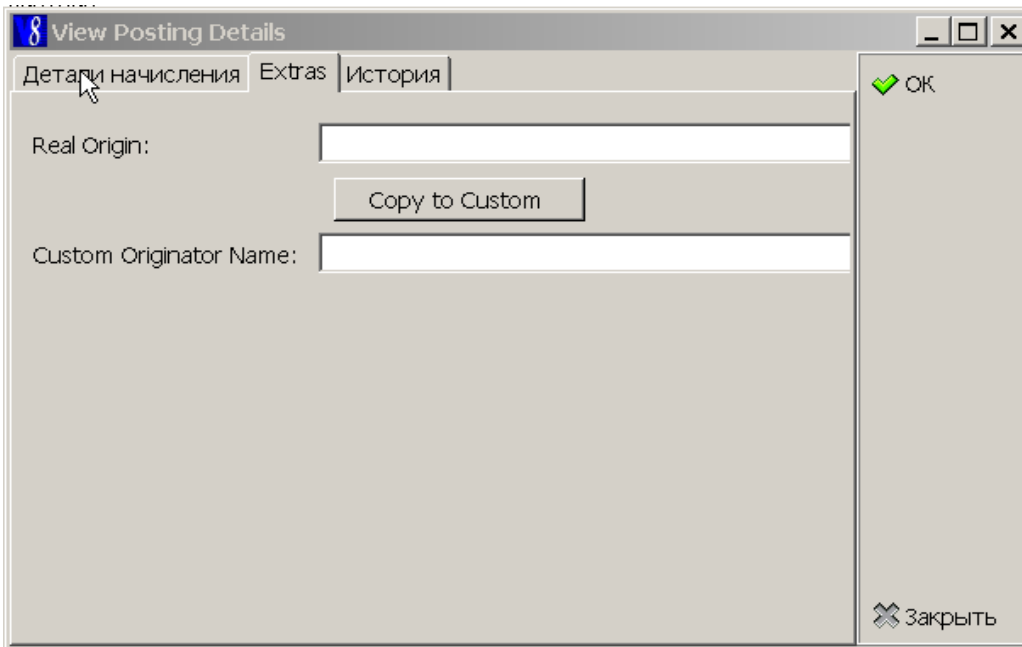 View Posting Details
Детали начисления Extras История
OK
Real Origin:
Copy to Custom
Custom Originator Name:
Закрыть